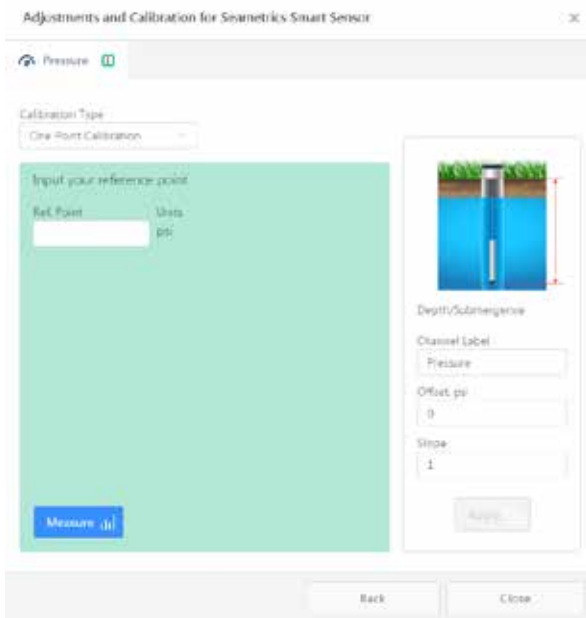 Adjustments and Calibration for Seametrics Smart Sensor
Pressure
Calibration Type
One Point Calibration
Input your reference point
Ref. Point Units
psi
Measure
Depth/Submergence
Channel Label
Pressure
Offset, psi
0
Slope
1
Apply
Back Close